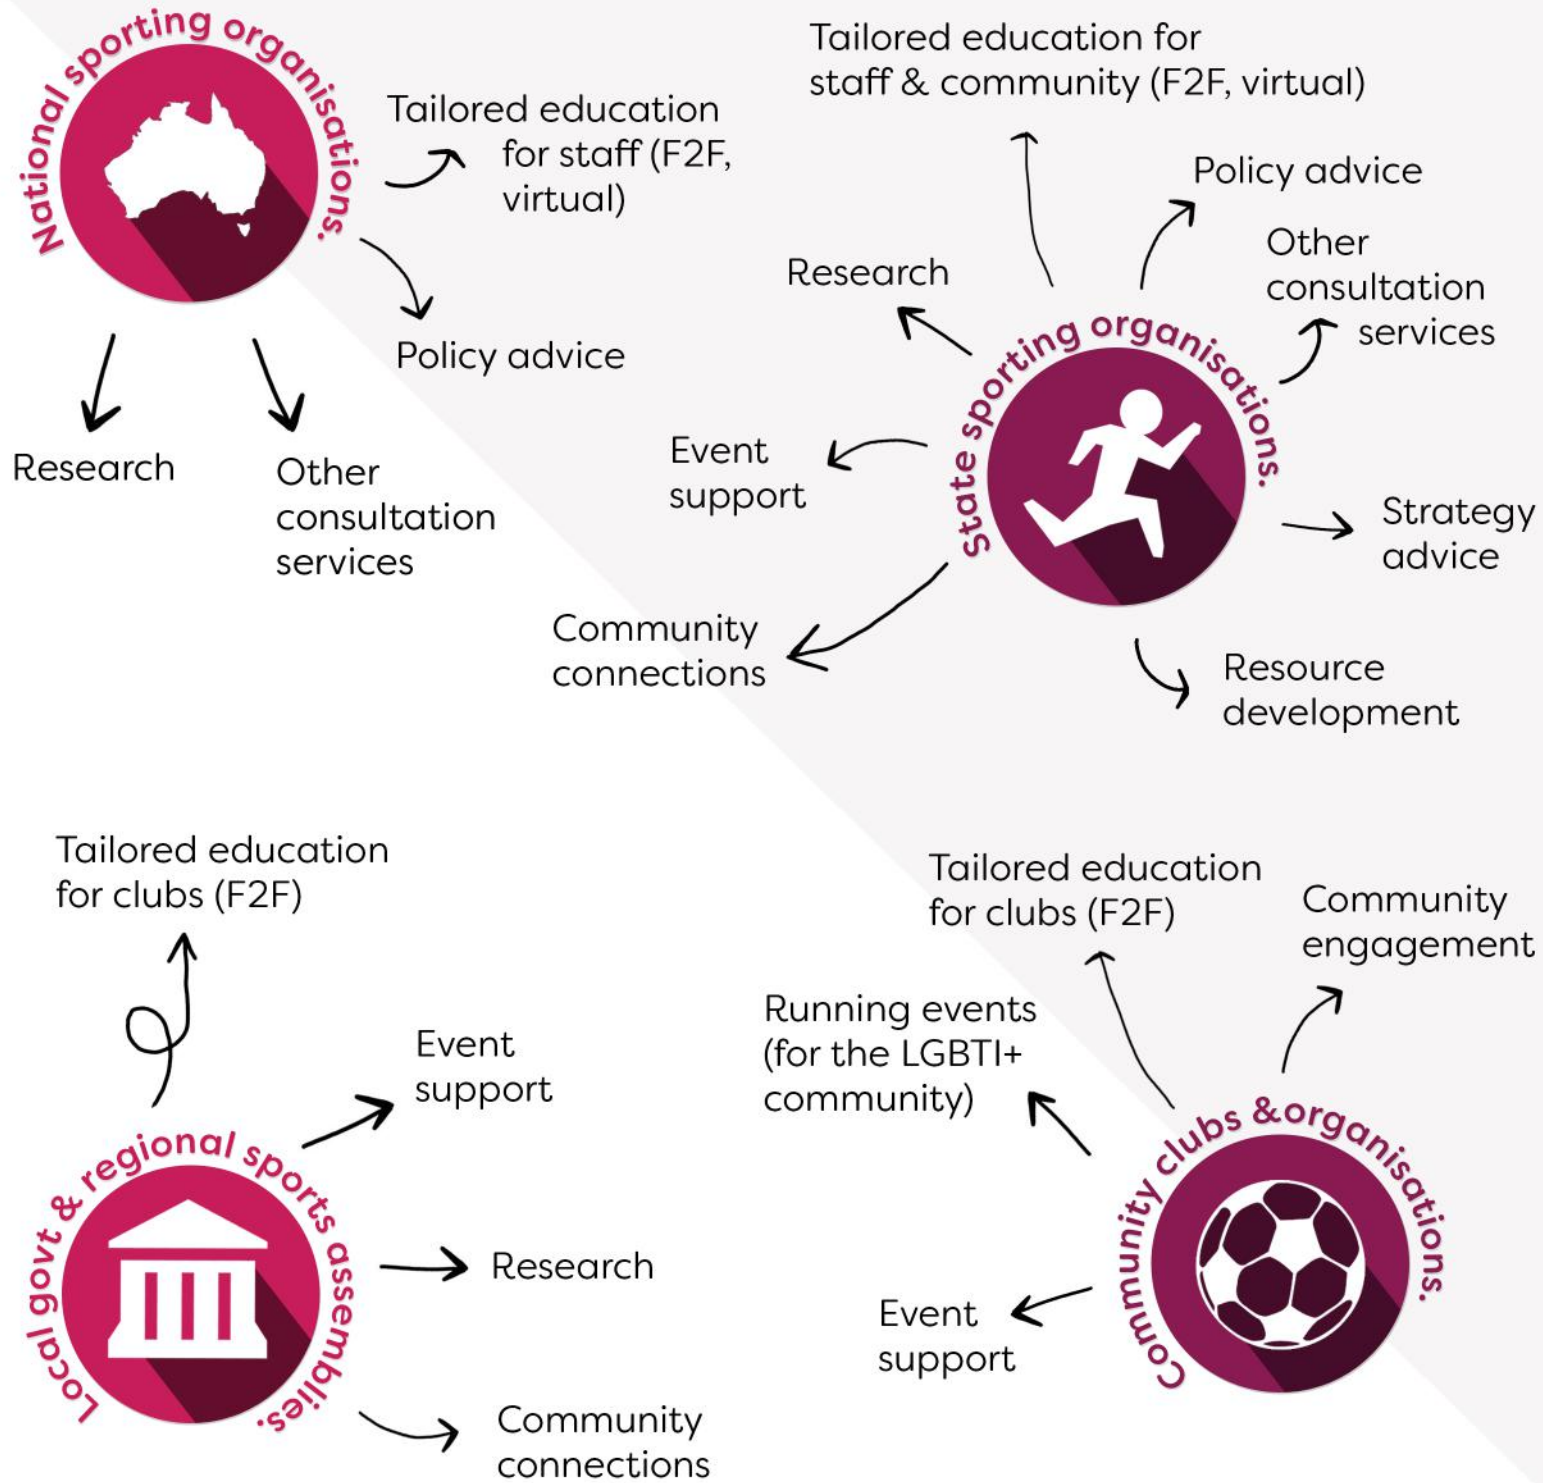 National sporting organisations.
Tailored education
for staff (F2F,
virtual)
Policy advice
Research
Other
consultation
services
Tailored education for
staff & community (F2F, virtual)
Policy advice
Other
consultation
services
Research
State sporting organisations.
Event
support
Strategy
advice
Community
connections
Resource
development
Tailored education
for clubs (F2F)
Event
support
Local govt & regional sports assemblies.
Research
Community
connections
Tailored education
for clubs (F2F)
Community
engagement
Running events
(for the LGBTI+
community)
Community clubs &organisations.
Event
support